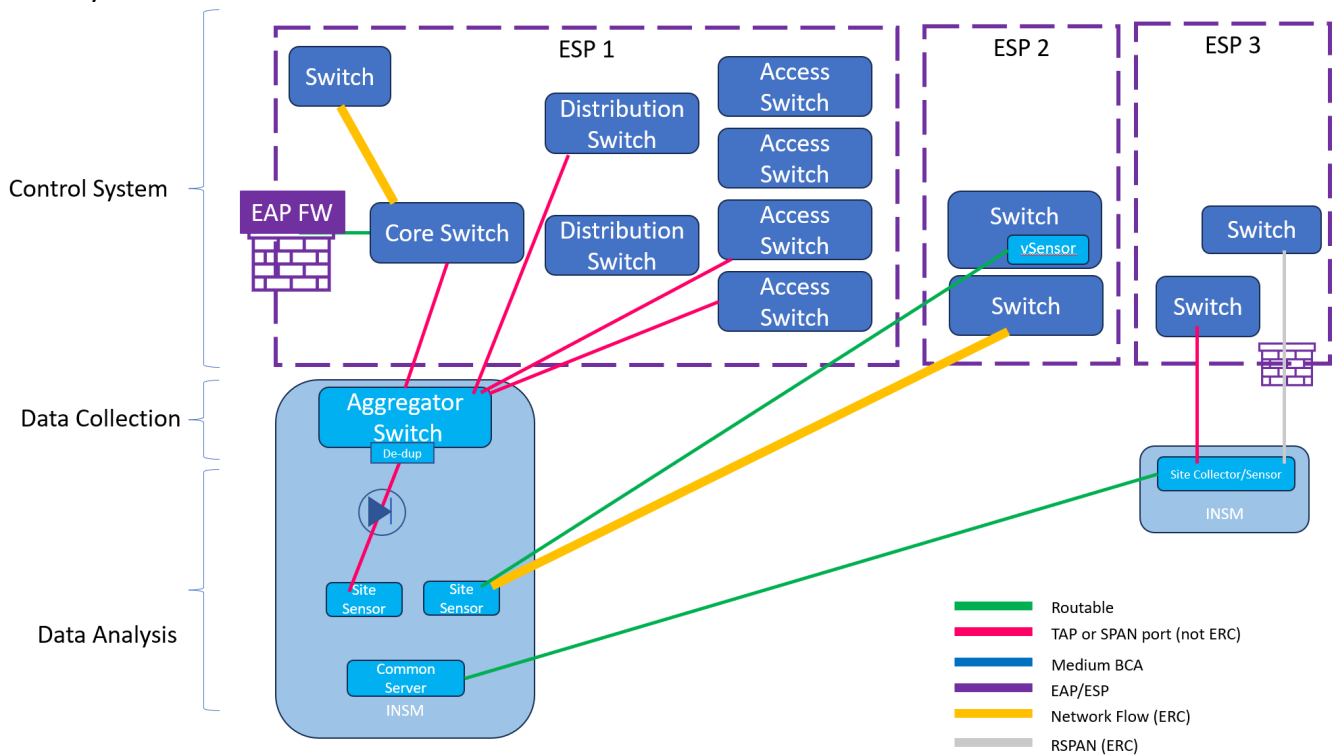 ESP 1
ESP 2
ESP 3
Switch
Distribution
Switch
Access
Switch
Access
Switch
Control System
EAP FW
Core Switch
Distribution
Switch
Access
Switch
Access
Switch
Switch
vSensor
Switch
Switch
Switch
Data Collection
Aggregator
Switch
De-dup
Site Collector/Sensor
INSM
Data Analysis
Site
Sensor
Site
Sensor
Common
Server
INSM
Routable
TAP or SPAN port (not ERC)
Medium BCA
EAP/ESP
Network Flow (ERC)
RSPAN (ERC)